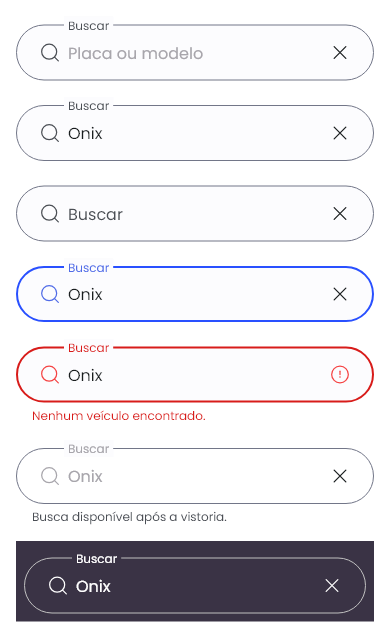 Buscar
Placa ou modelo
Buscar
Onix
Buscar
Buscar
Onix
Buscar
Onix
Nenhum veículo encontrado.
Buscar
Onix
Busca disponível após a vistoria.
Buscar
Onix